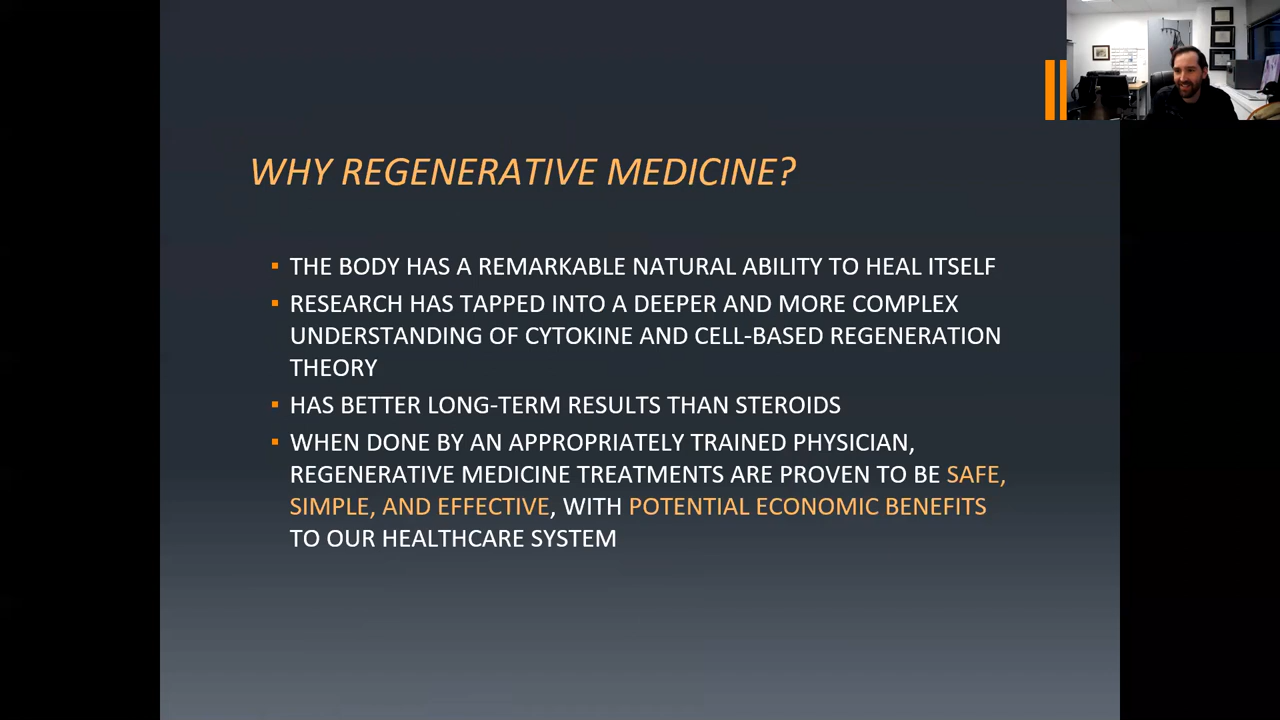 WHY REGENERATIVE MEDICINE?
THE BODY HAS A REMARKABLE NATURAL ABILITY TO HEAL ITSELF
RESEARCH HAS TAPPED INTO A DEEPER AND MORE COMPLEX
UNDERSTANDING OF CYTOKINE AND CELL-BASED REGENERATION
THEORY
HAS BETTER LONG-TERM RESULTS THAN STEROIDS
WHEN DONE BY AN APPROPRIATELY TRAINED PHYSICIAN,
REGENERATIVE MEDICINE TREATMENTS ARE PROVEN TO BE SAFE,
SIMPLE, AND EFFECTIVE, WITH POTENTIAL ECONOMIC BENEFITS
TO OUR HEALTHCARE SYSTEM